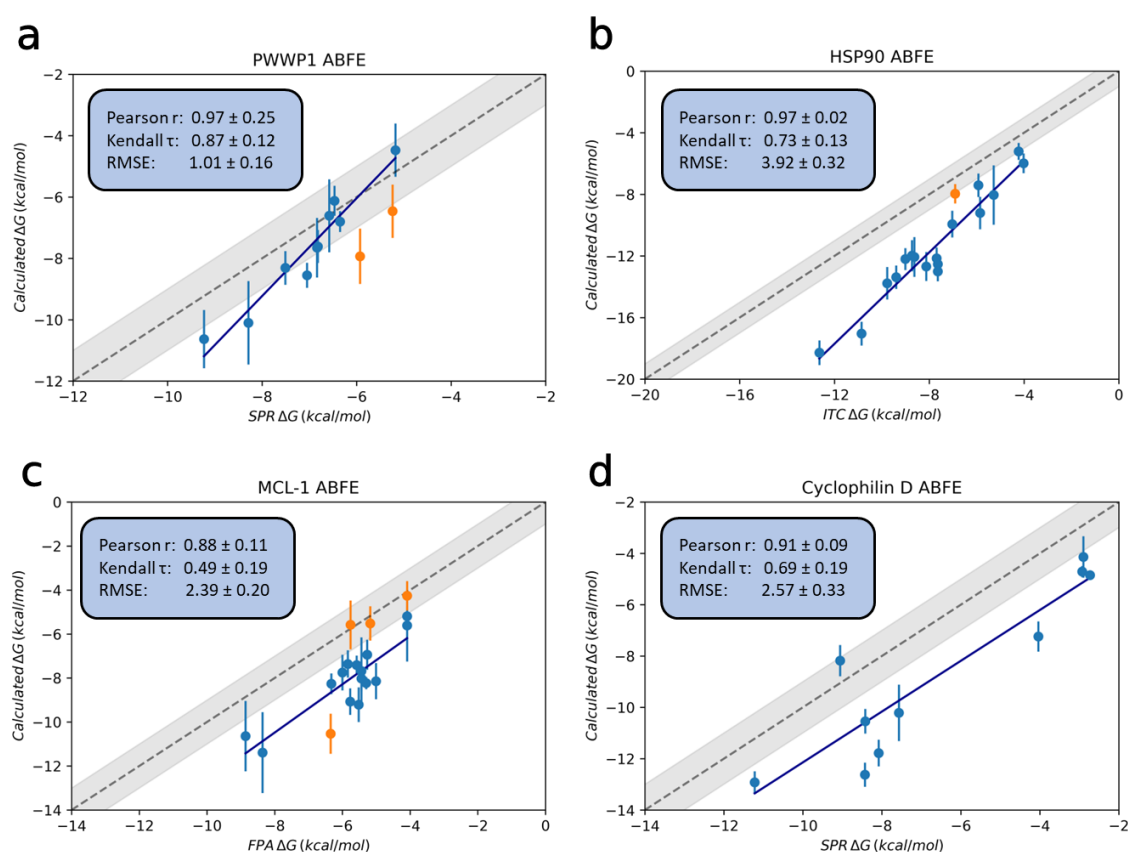 a
PWWP1 ABFE
Pearson r: 0.97 ± 0.25
Kendall τ: 0.87 ± 0.12
RMSE: 1.01 ± 0.16
Calculated ΔG (kcal/mol)
−2
−4
−6
−8
−10
−12
−12 −10 −8 −6 −4 −2
SPR ΔG (kcal/mol)
b
HSP90 ABFE
Pearson r: 0.97 ± 0.02
Kendall τ: 0.73 ± 0.13
RMSE: 3.92 ± 0.32
Calculated ΔG (kcal/mol)
0
−4
−8
−12
−16
−20
−20 −16 −12 −8 −4 0
ITC ΔG (kcal/mol)
c
MCL-1 ABFE
Pearson r: 0.88 ± 0.11
Kendall τ: 0.49 ± 0.19
RMSE: 2.39 ± 0.20
Calculated ΔG (kcal/mol)
0
−2
−4
−6
−8
−10
−12
−14
−14 −12 −10 −8 −6 −4 −2 0
FPA ΔG (kcal/mol)
d
Cyclophilin D ABFE
Pearson r: 0.91 ± 0.09
Kendall τ: 0.69 ± 0.19
RMSE: 2.57 ± 0.33
Calculated ΔG (kcal/mol)
−2
−4
−6
−8
−10
−12
−14
−14 −12 −10 −8 −6 −4 −2
SPR ΔG (kcal/mol)